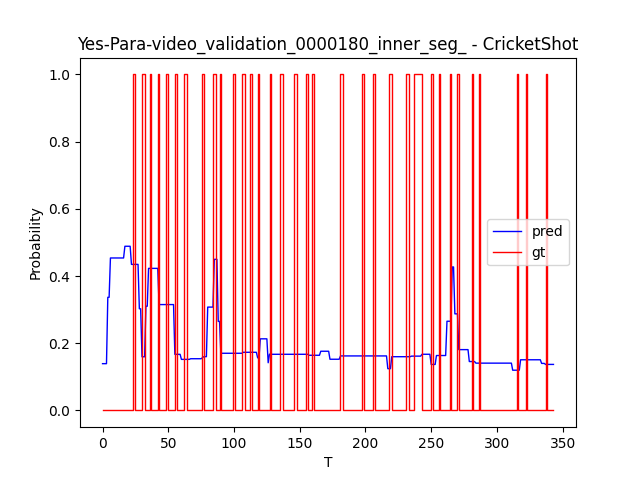 Yes-Para-video_validation_0000180_inner_seg_ - CricketShot
1.0
0.8
0.6
0.4
0.2
0.0
Probability
pred
gt
0 50 100 150 200 250 300 350
T